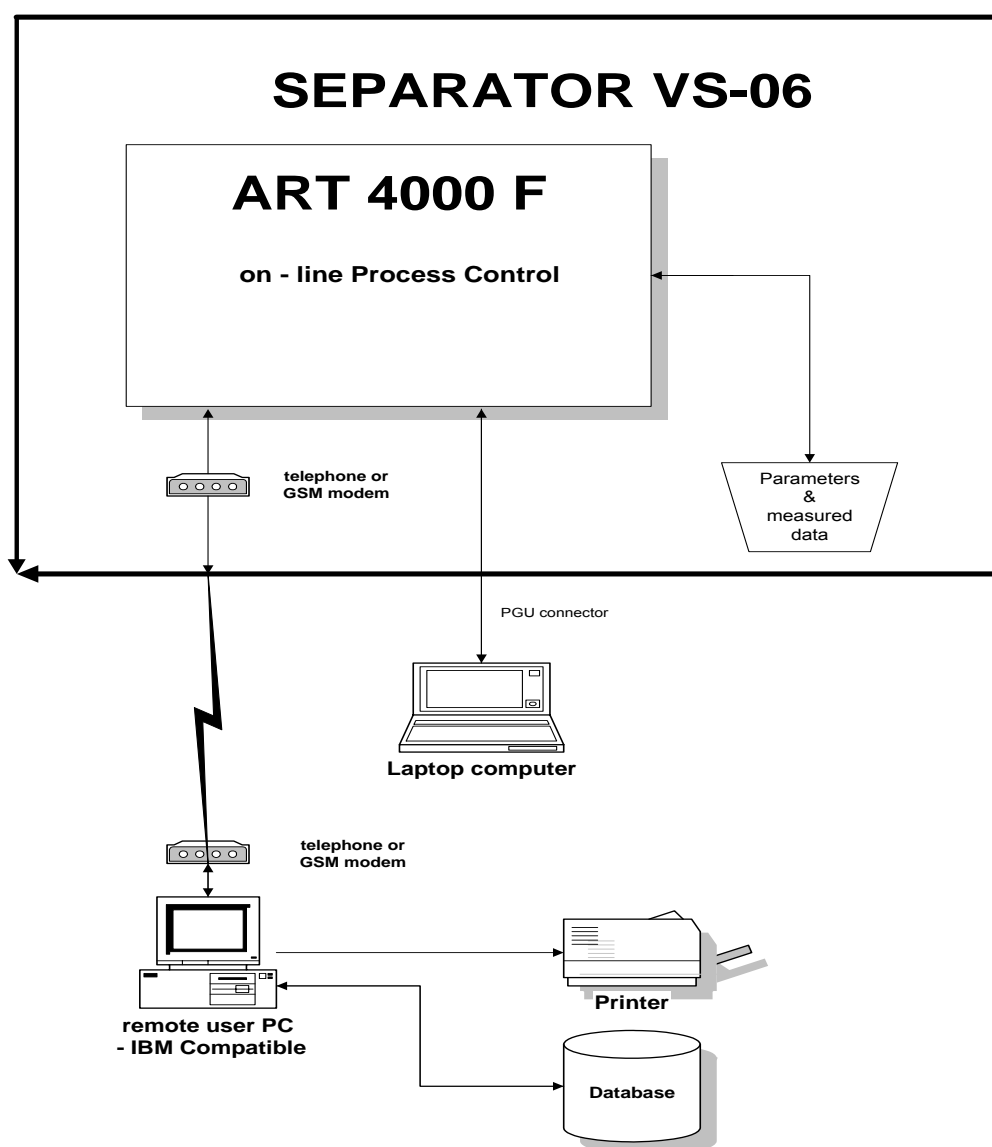 SEPARATOR VS-06
ART 4000 F
on - line Process Control
telephone or
GSM modem
Parameters
&
measured
data
PGU connector
Laptop computer
telephone or
GSM modem
Printer
remote user PC
- IBM Compatible
Database